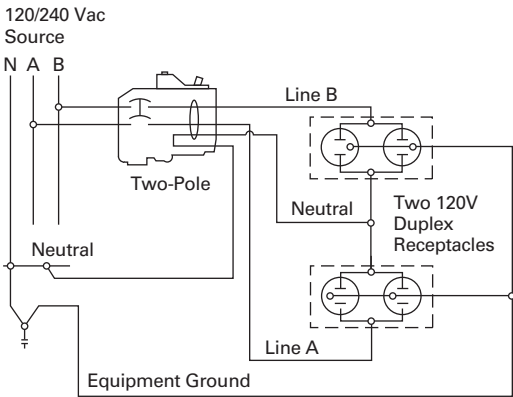 120/240 Vac
Source
N A B
Line B
Two-Pole
Neutral
Two 120V
Duplex
Receptacles
Neutral
Line A
Equipment Ground